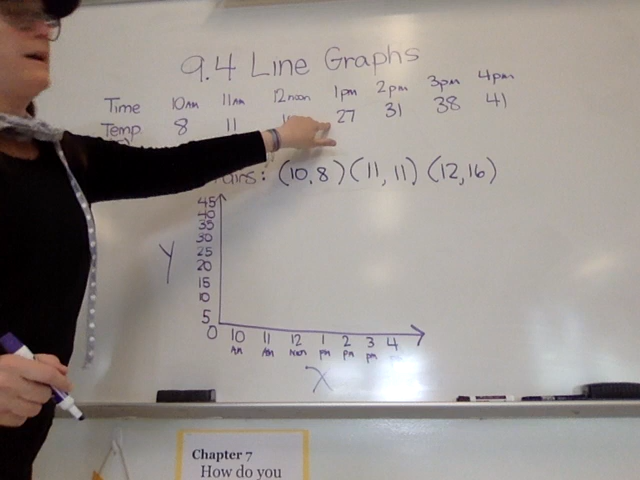 9.4 Line Graphs
Time 10AM 11AM 12noon 1pm 2pm 3pm 4pm
Temp 8 11 27 31 38 41
(10,8) (11,11) (12,16)
45
40
35
30
25
Y
20
15
10
5
0
10 11 12 1 2 3 4
AM AM Noon pm pm pm
X
Chapter 7
How do you